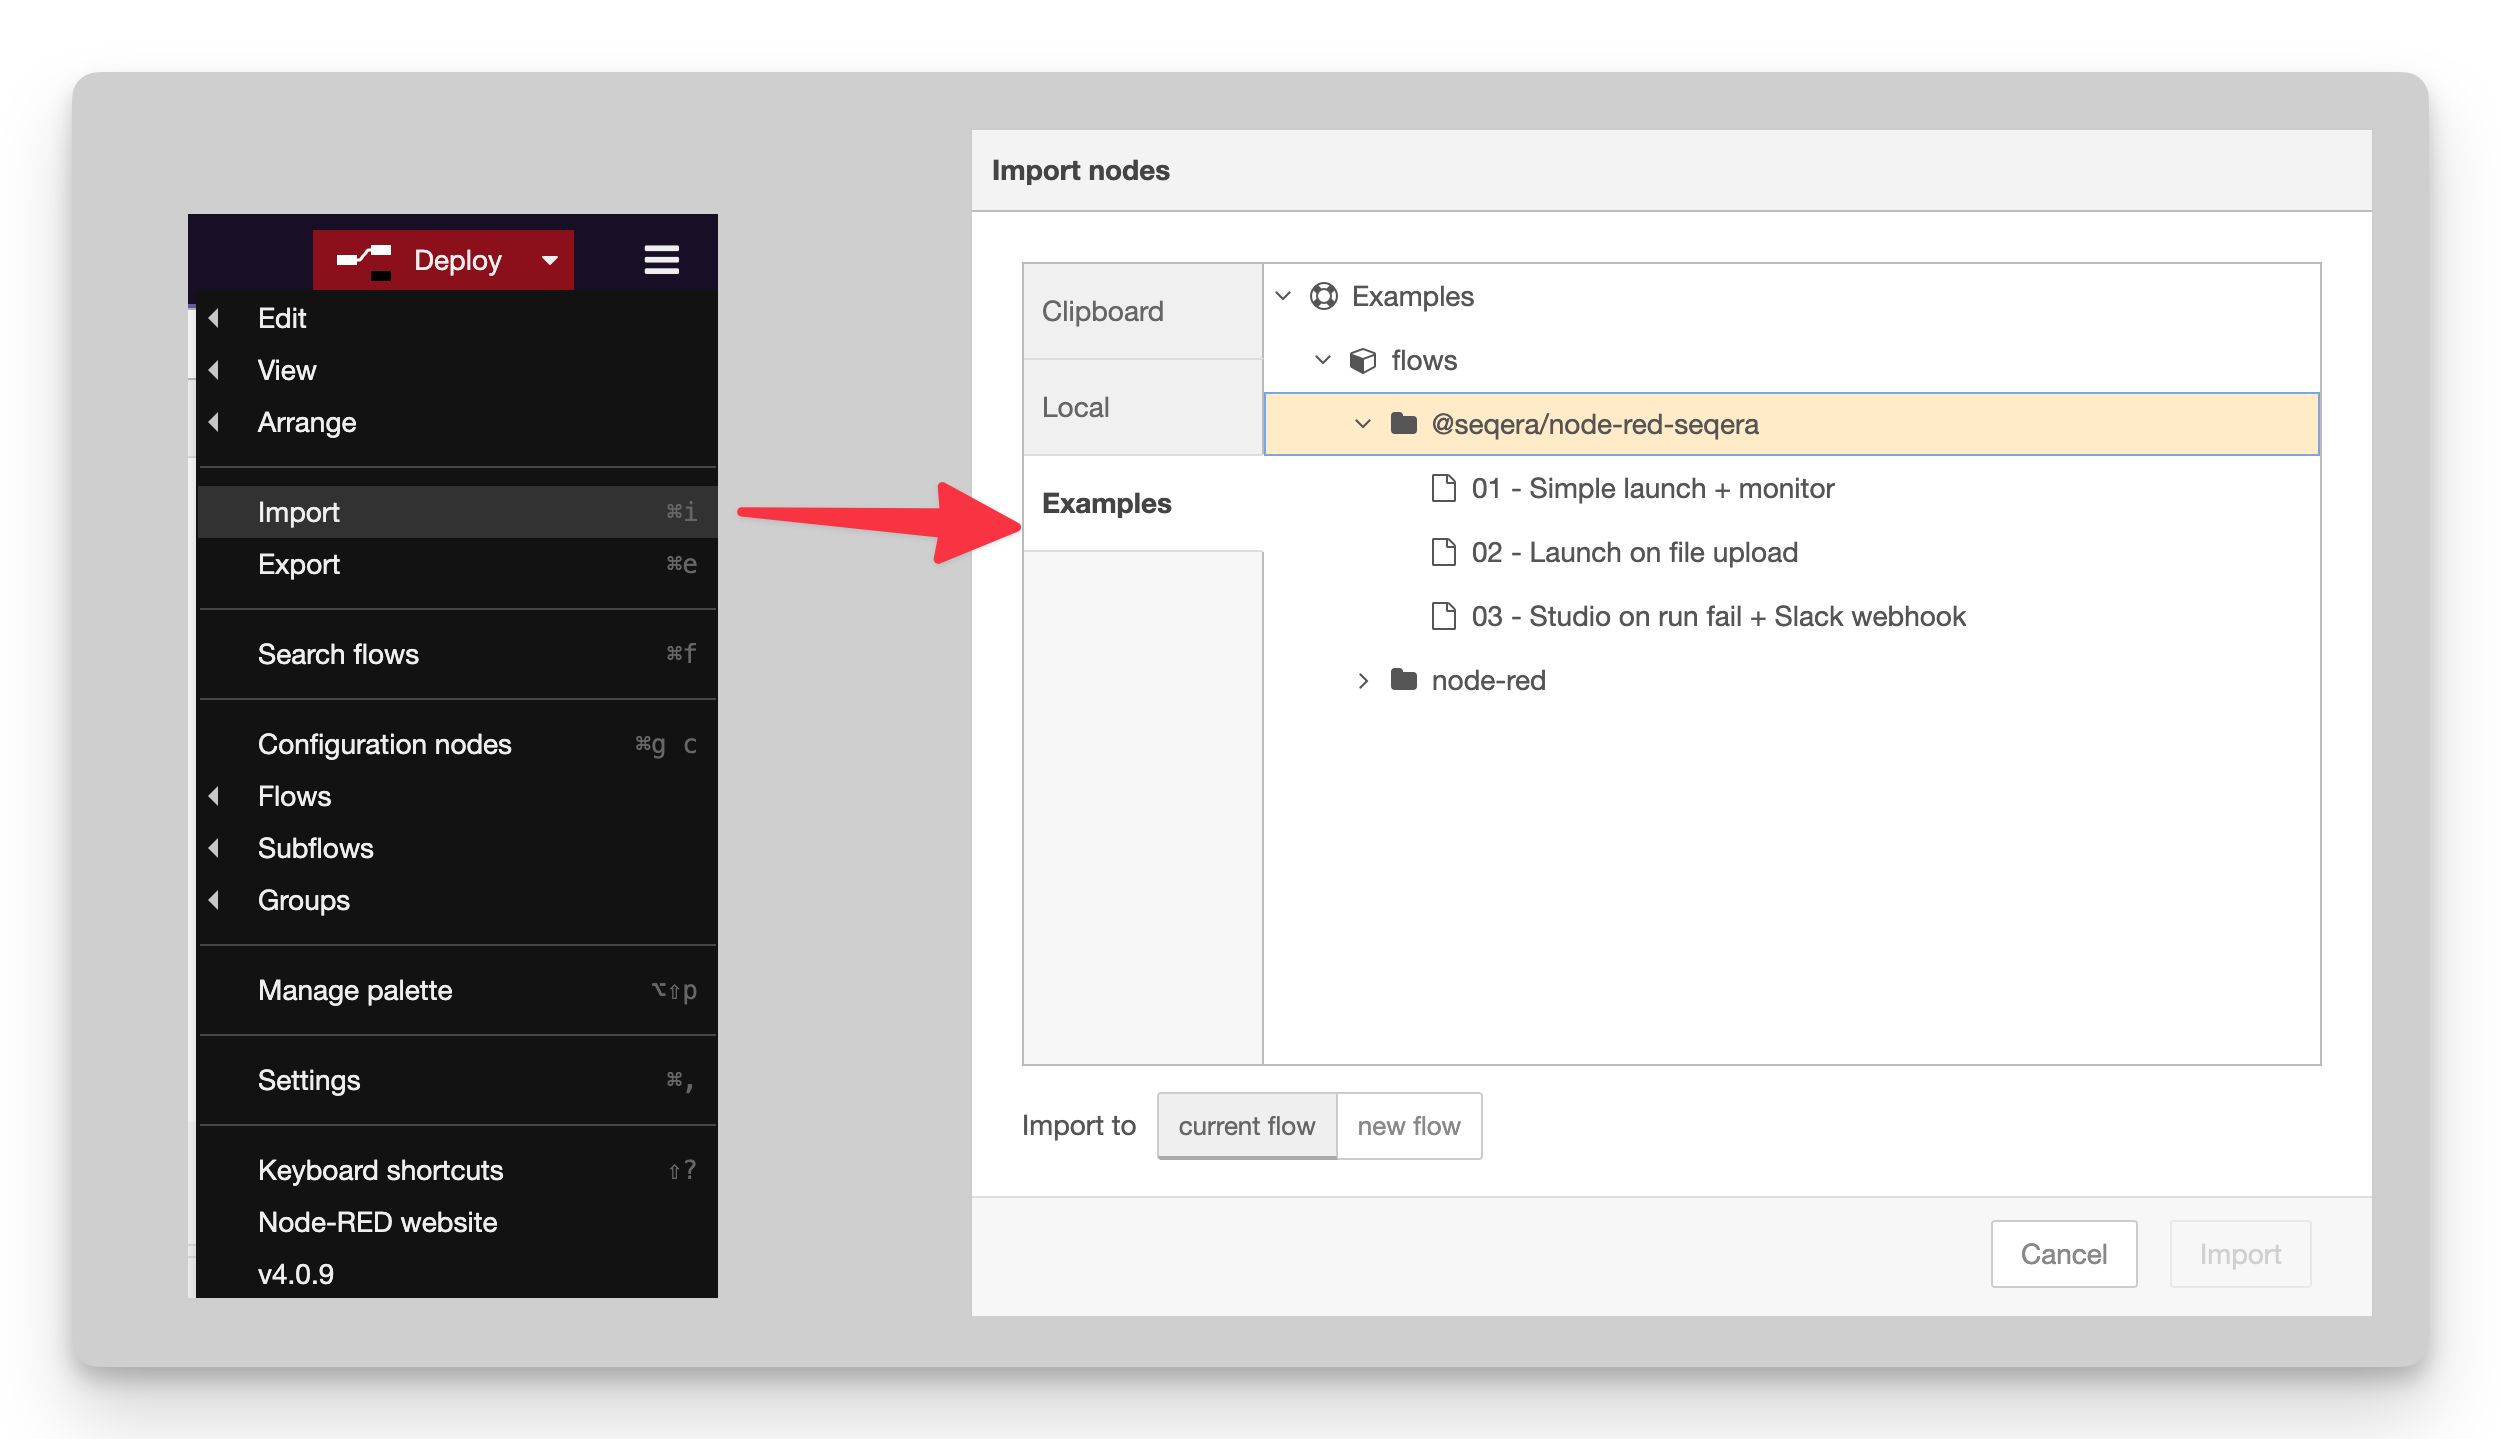 Deploy
Edit
View
Arrange
Import ⌘i
Export ⌘e
Search flows ⌘f
Configuration nodes ⌘g c
Flows
Subflows
Groups
Manage palette ⌥⇧p
Settings ⌘,
Keyboard shortcuts ⇧?
Node-RED website
v4.0.9
Import nodes
Clipboard
Local
Examples
Examples
flows
@seqera/node-red-seqera
01 - Simple launch + monitor
02 - Launch on file upload
03 - Studio on run fail + Slack webhook
node-red
Import to current flow new flow
Cancel Import